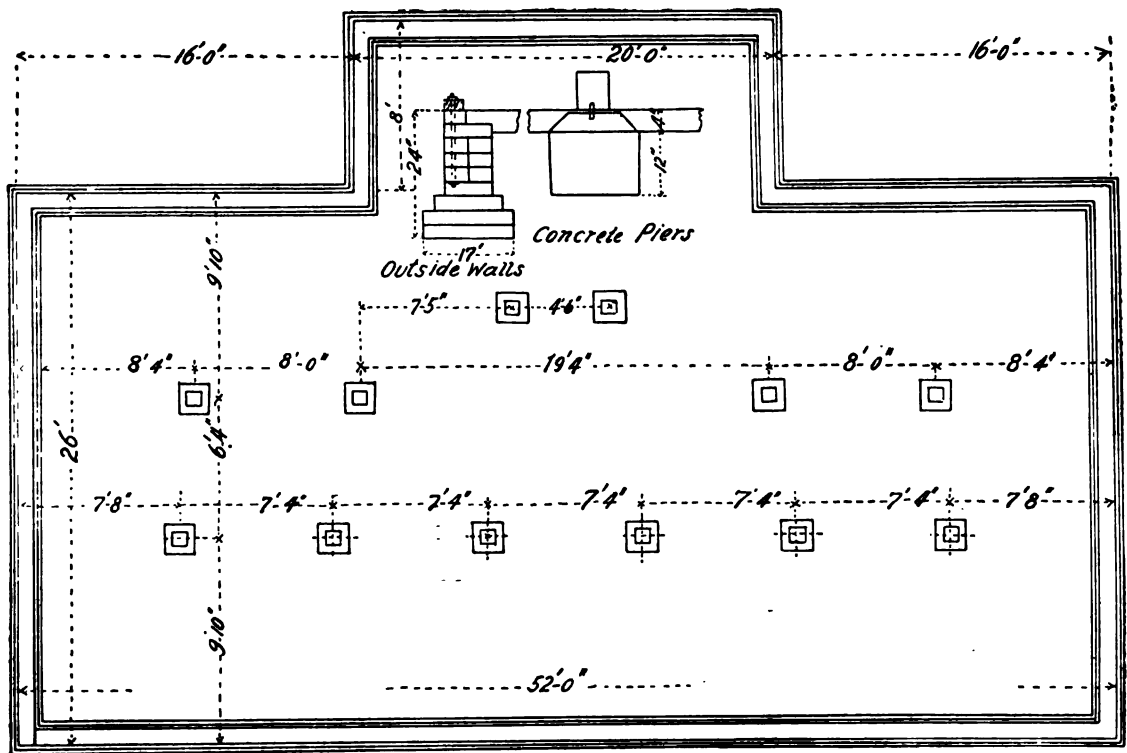 16'-0" 20'-0" 16'-0"
8'
24"
4"
12"
17'
Concrete Piers
Outside Walls
9'10"
7'-5" 4'6"
8'4" 8'-0" 19'4" 8'-0" 8'4"
26'
6'4"
7'8" 7'4" 7'4" 7'4" 7'4" 7'-4" 7'8"
9'10"
52'-0"